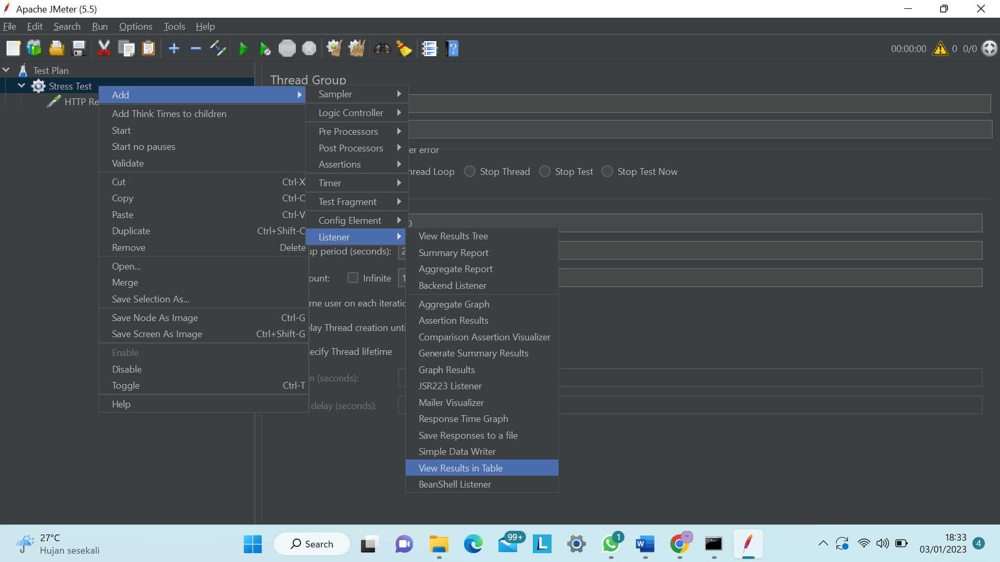 Apache JMeter (5.5)
File Edit Search Run Options Tools Help
STOP
00:00:00 0 0/0
Test Plan
Stress Test
HTTP Re
Thread Group
Add
Add Think Times to children
Start
Start no pauses
Validate
Cut Ctrl-X
Copy Ctrl-C
Paste Ctrl-V
Duplicate Ctrl+Shift-C
Remove Delete
Open...
Merge
Save Selection As...
Save Node As Image Ctrl-G
Save Screen As Image Ctrl+Shift-G
Enable
Disable
Toggle Ctrl-T
Help
Sampler
Logic Controller
Pre Processors
Post Processors
Assertions
Timer
Test Fragment
Config Element
Listener
View Results Tree
Summary Report
Aggregate Report
Backend Listener
Aggregate Graph
Assertion Results
Comparison Assertion Visualizer
Generate Summary Results
Graph Results
JSR223 Listener
Mailer Visualizer
Response Time Graph
Save Responses to a file
Simple Data Writer
View Results in Table
BeanShell Listener
er error
hread Loop Stop Thread Stop Test Stop Test Now
up period (seconds): 2
ount: Infinite 1
me user on each iteratio
lay Thread creation unti
ecify Thread lifetime
n (seconds):
delay (seconds):
27°C
Hujan sesekali
Search
99+
L
1
W
18:33
03/01/2023
4